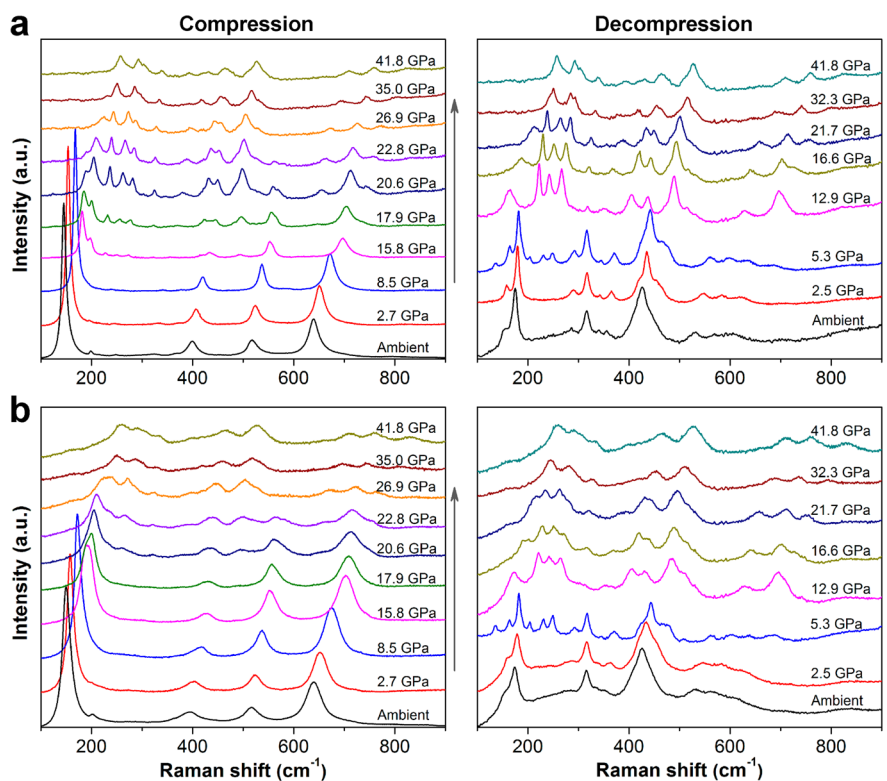 a
Compression
Decompression
41.8 GPa
35.0 GPa
26.9 GPa
22.8 GPa
20.6 GPa
17.9 GPa
15.8 GPa
8.5 GPa
2.7 GPa
Ambient
Intensity (a.u.)
200
400
600
800
41.8 GPa
32.3 GPa
21.7 GPa
16.6 GPa
12.9 GPa
5.3 GPa
2.5 GPa
Ambient
200
400
600
800
b
41.8 GPa
35.0 GPa
26.9 GPa
22.8 GPa
20.6 GPa
17.9 GPa
15.8 GPa
8.5 GPa
2.7 GPa
Ambient
Intensity (a.u.)
200
400
600
800
Raman shift (cm⁻¹)
41.8 GPa
32.3 GPa
21.7 GPa
16.6 GPa
12.9 GPa
5.3 GPa
2.5 GPa
Ambient
200
400
600
800
Raman shift (cm⁻¹)